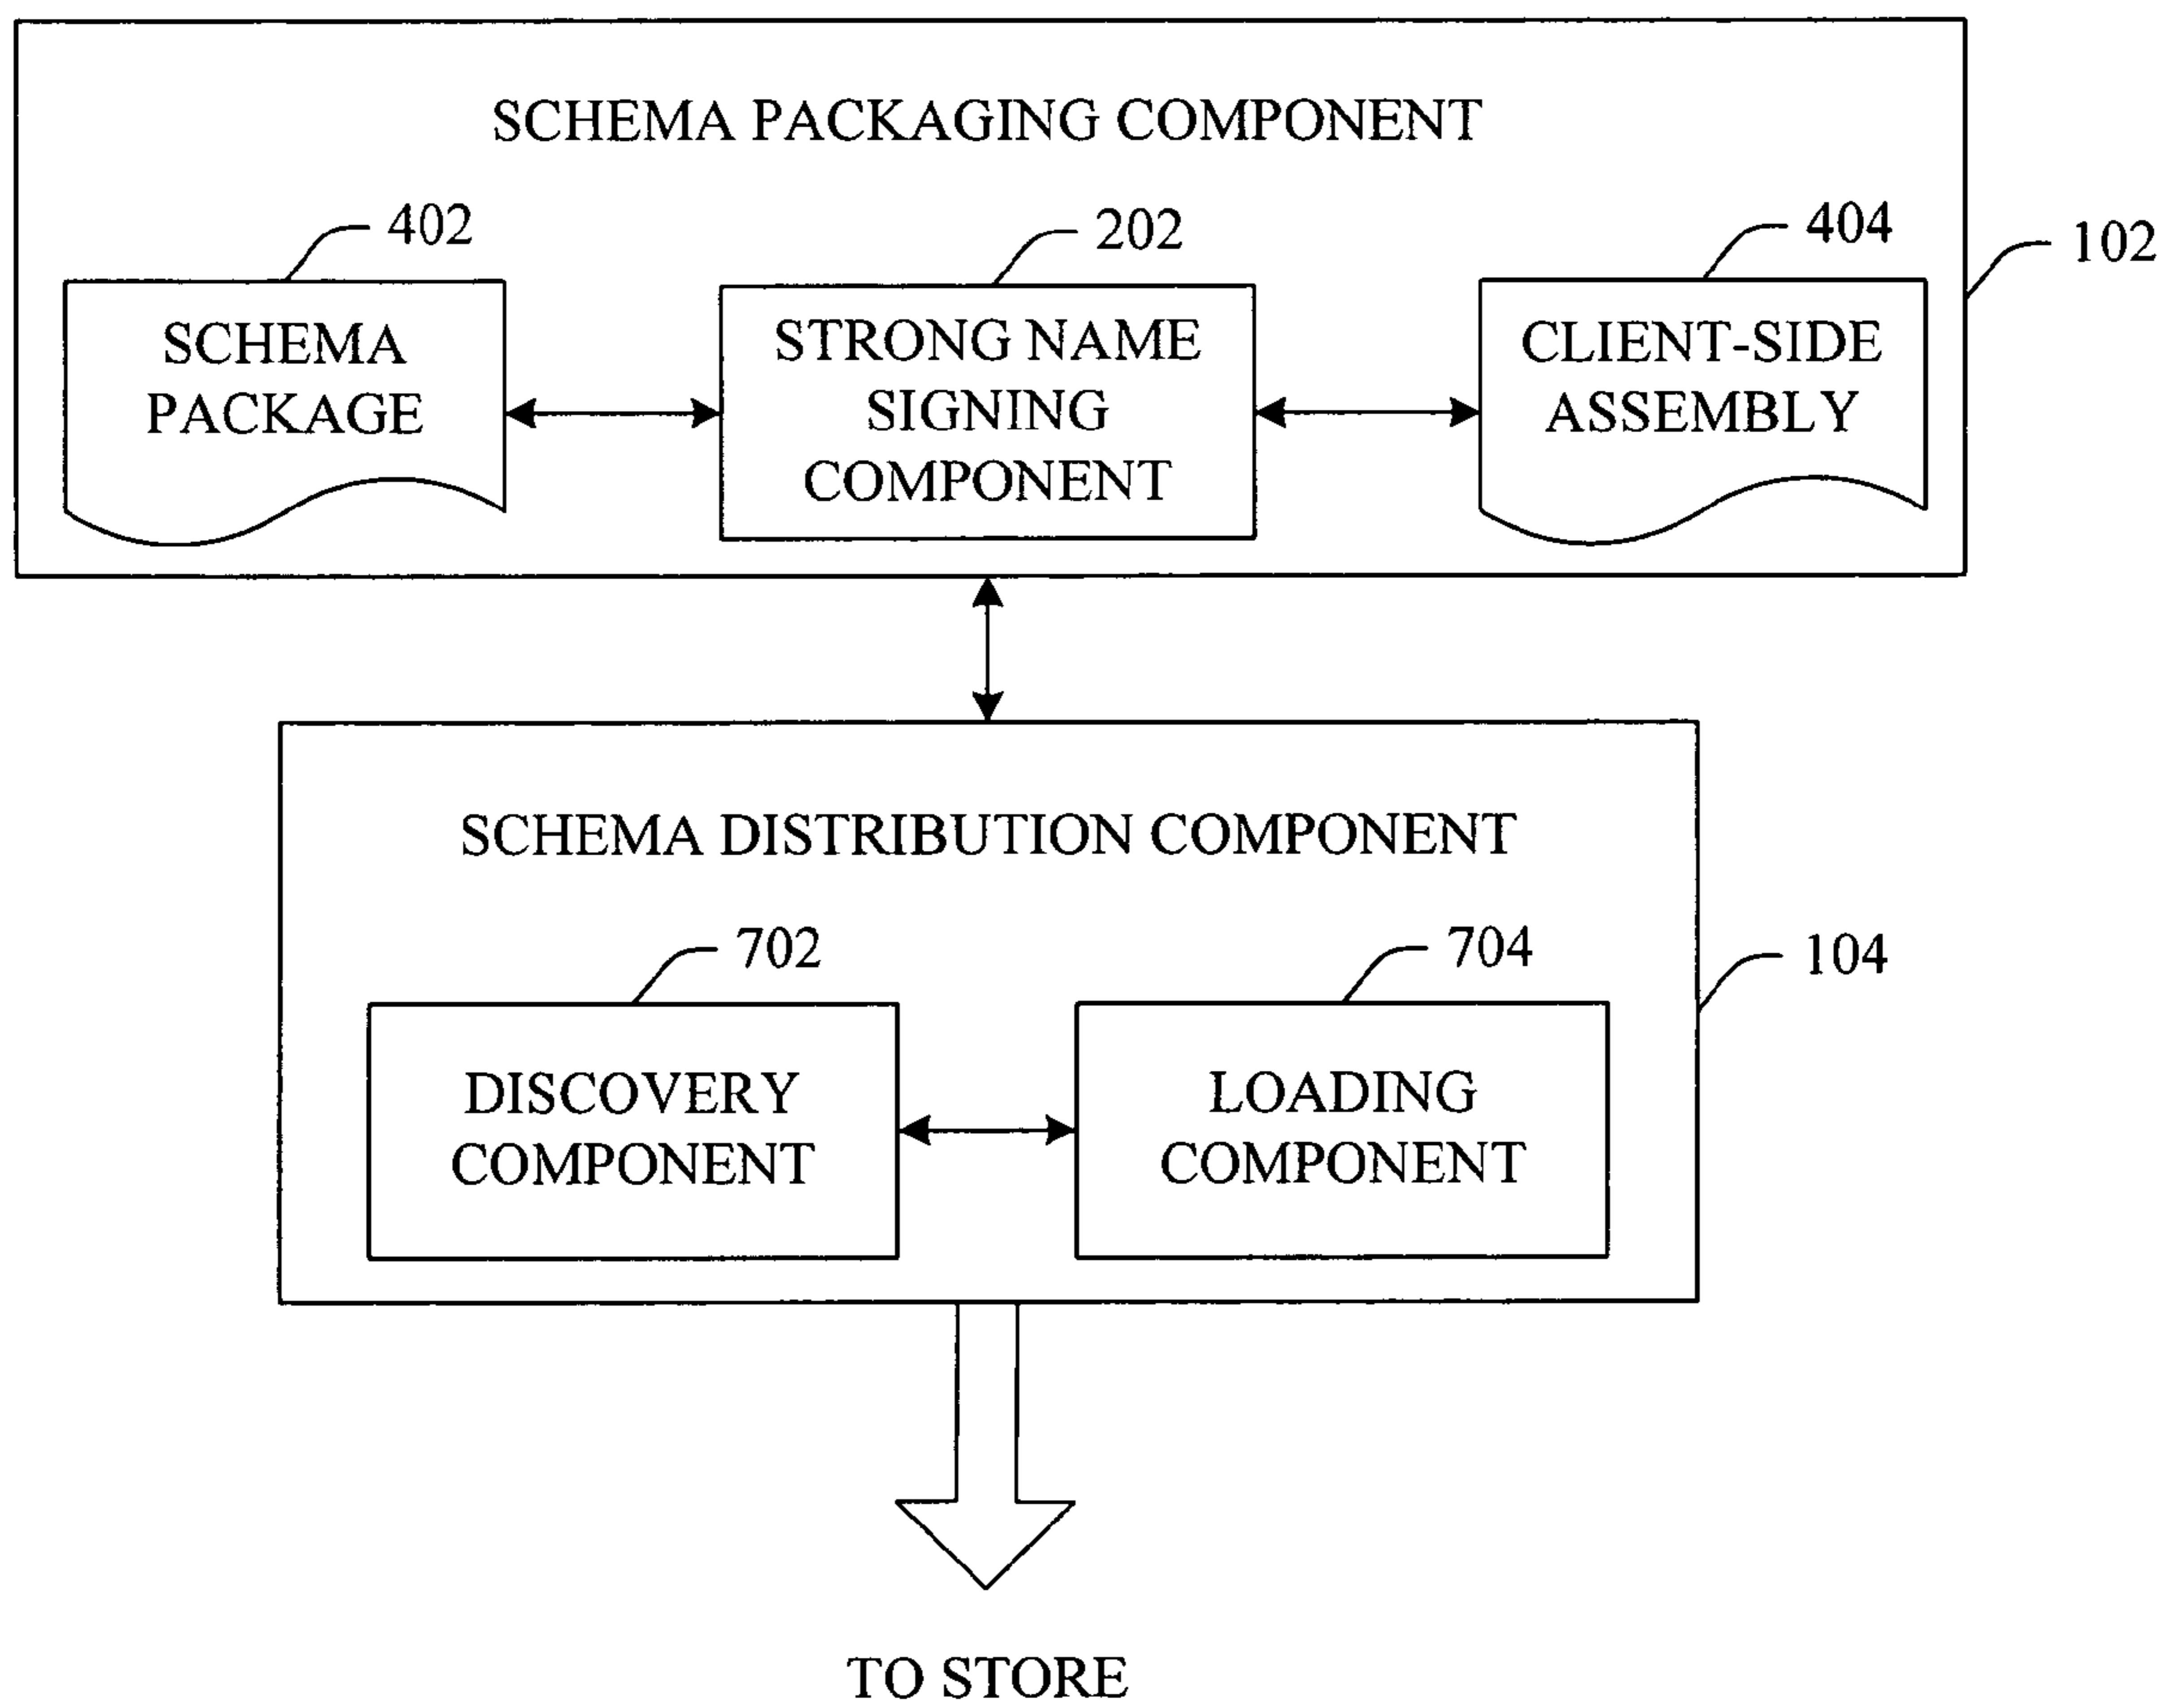 SCHEMA PACKAGING COMPONENT
402
202
404
102
SCHEMA
PACKAGE
STRONG NAME
SIGNING
COMPONENT
CLIENT-SIDE
ASSEMBLY
SCHEMA DISTRIBUTION COMPONENT
702
704
104
DISCOVERY
COMPONENT
LOADING
COMPONENT
TO STORE